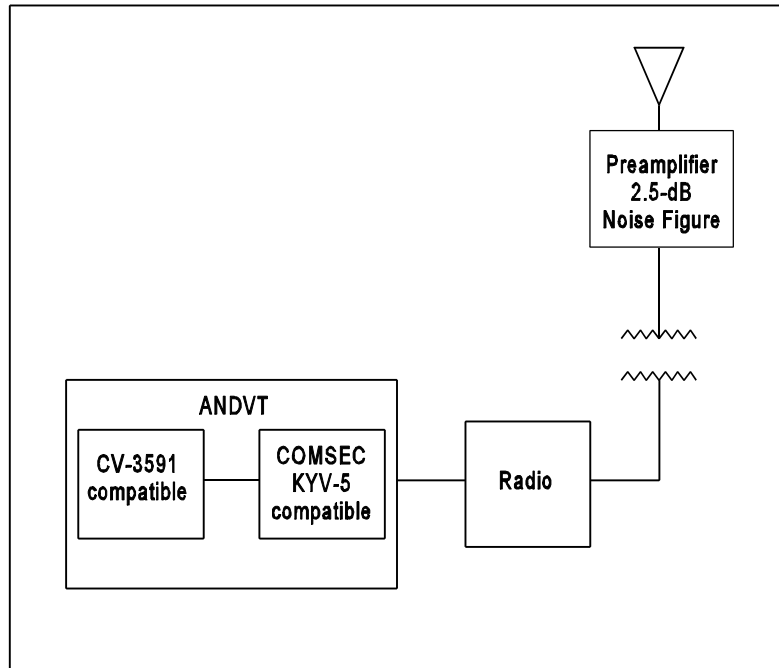 Preamplifier
2.5-dB
Noise Figure
ANDVT
CV-3591
compatible
COMSEC
KYV-5
compatible
Radio